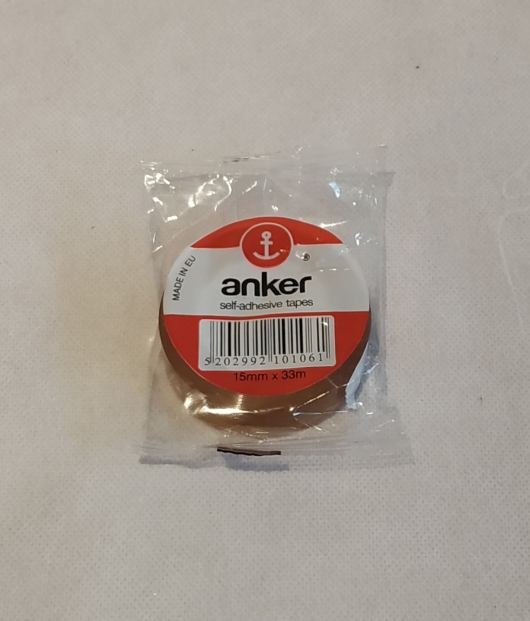 MADE IN EU
®
anker
self-adhesive tapes
5 202992 101061
15mm x 33m